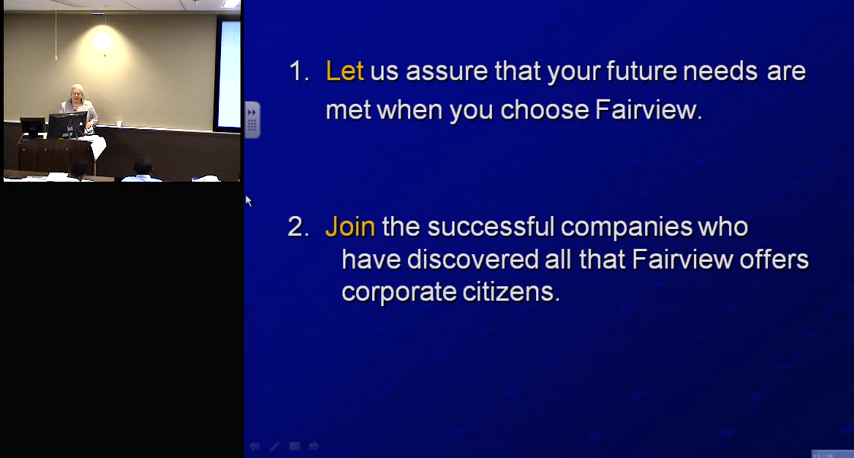 1. Let us assure that your future needs are
met when you choose Fairview.
2. Join the successful companies who
have discovered all that Fairview offers
corporate citizens.